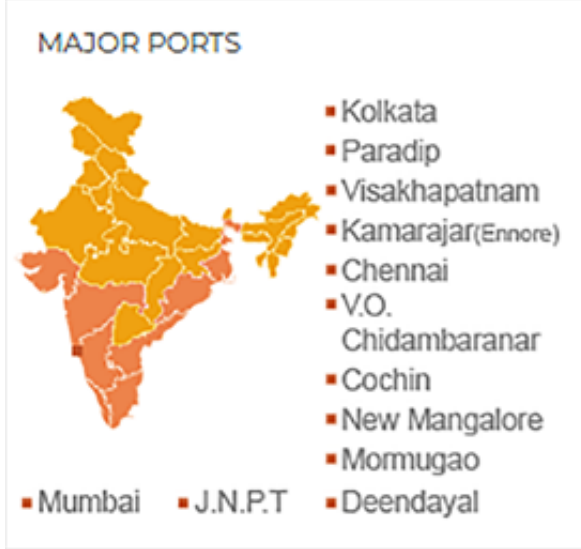 MAJOR PORTS
Kolkata
Paradip
Visakhapatnam
Kamarajar(Ennore)
Chennai
V.O.
Chidambaranar
Cochin
New Mangalore
Mormugao
Mumbai J.N.P.T Deendayal